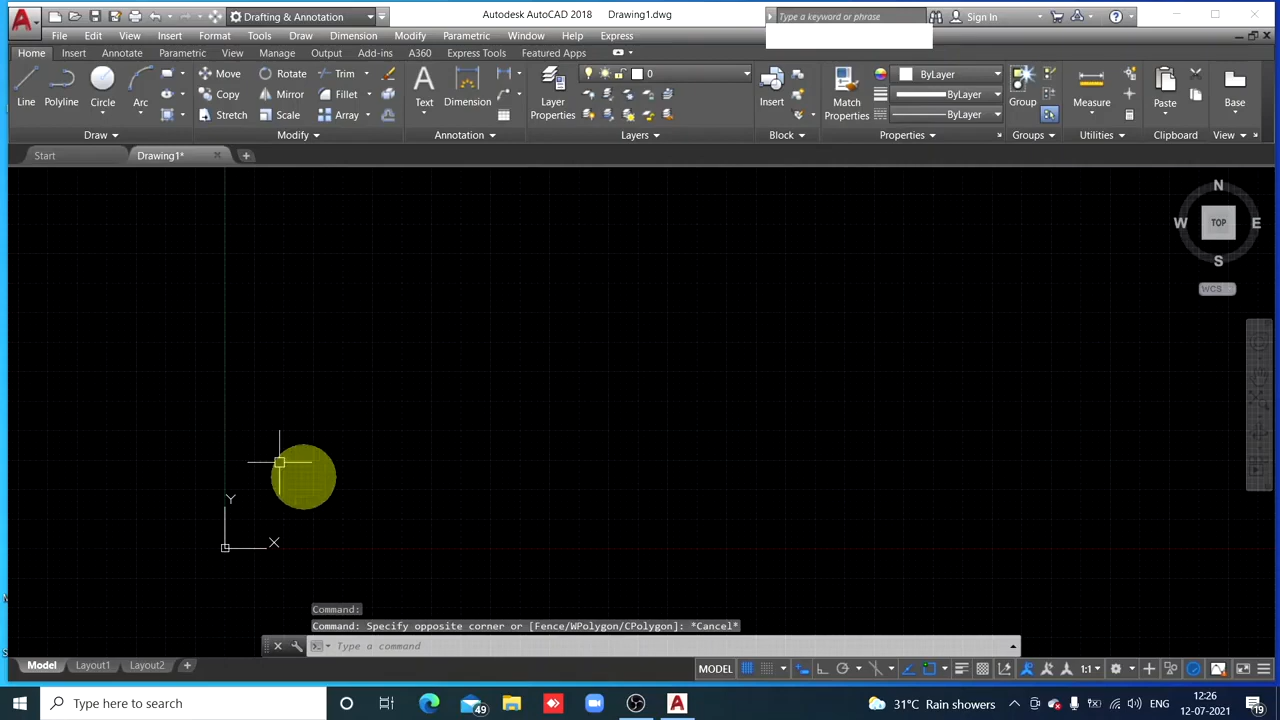 Drafting & Annotation
Autodesk AutoCAD 2018 Drawing1.dwg
Type a keyword or phrase
Sign In
File Edit View Insert Format Tools Draw Dimension Modify Parametric Window Help Express
Home Insert Annotate Parametric View Manage Output Add-ins A360 Express Tools Featured Apps
Line Polyline Circle Arc
Move Rotate Trim
Copy Mirror Fillet
Stretch Scale Array
Text Dimension
Layer Properties
0
Insert
Match Properties
ByLayer
ByLayer
ByLayer
Group
Measure
Paste
Base
Draw Modify Annotation Layers Block Properties Groups Utilities Clipboard View
Start Drawing1*
N
W TOP E
S
WCS
Y
X
Command:
Command: Specify opposite corner or [Fence/WPolygon/CPolygon]: *Cancel*
Type a command
Model Layout1 Layout2
MODEL
1:1
Type here to search
49
31°C Rain showers
ENG
12:26
12-07-2021
19